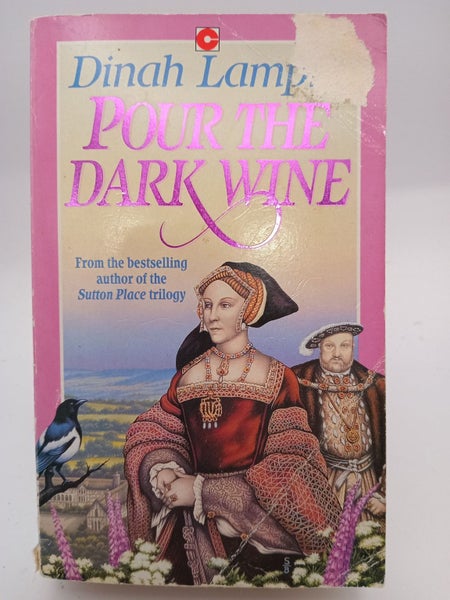 Dinah Lamp
POUR THE
DARK WINE
From the bestselling
author of the
Sutton Place trilogy